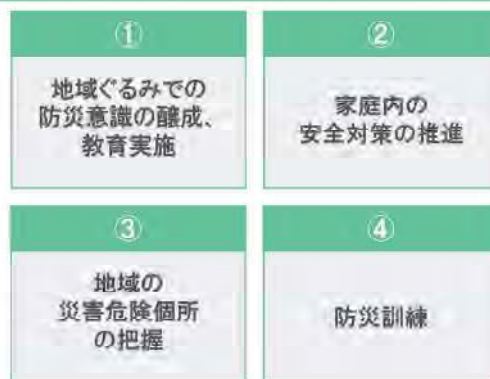 ①
地域ぐるみでの
防災意識の醸成、
教育実施
②
家庭内の
安全対策の推進
③
地域の
災害危険個所
の把握
④
防災訓練